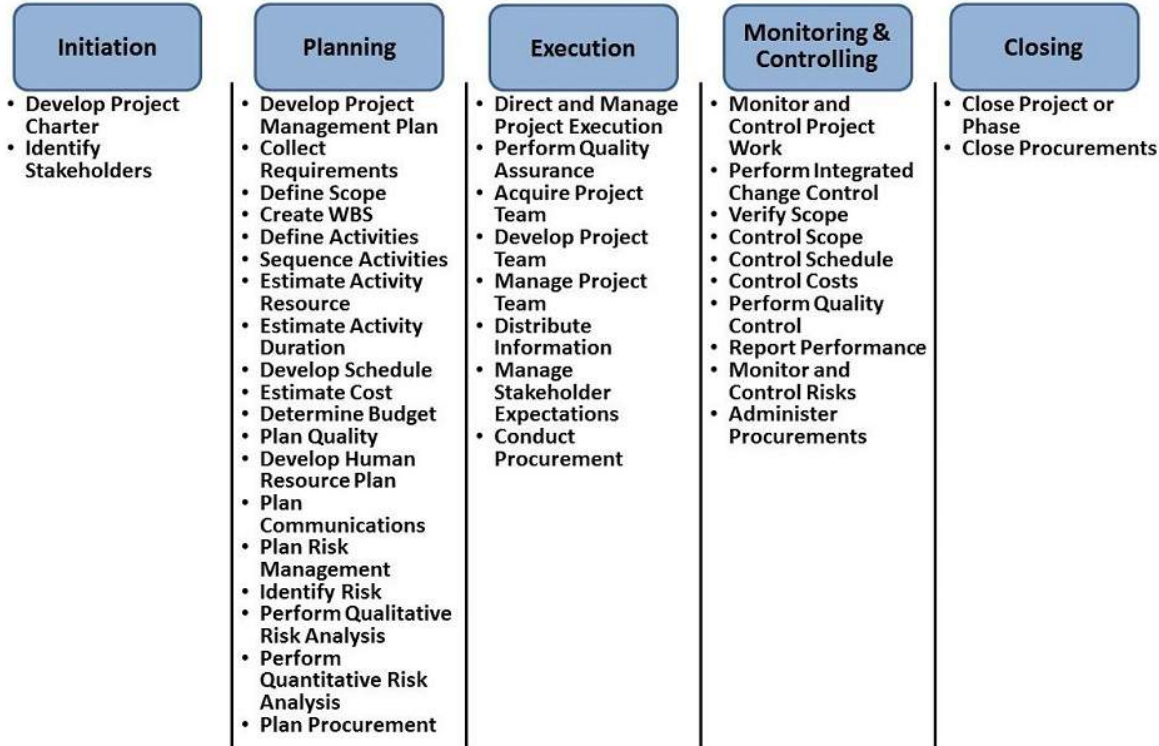 Initiation
• Develop Project
Charter
• Identify
Stakeholders
Planning
• Develop Project
Management Plan
• Collect
Requirements
• Define Scope
• Create WBS
• Define Activities
• Sequence Activities
• Estimate Activity
Resource
• Estimate Activity
Duration
• Develop Schedule
• Estimate Cost
• Determine Budget
• Plan Quality
• Develop Human
Resource Plan
• Plan
Communications
• Plan Risk
Management
• Identify Risk
• Perform Qualitative
Risk Analysis
• Perform
Quantitative Risk
Analysis
• Plan Procurement
Execution
• Direct and Manage
Project Execution
• Perform Quality
Assurance
• Acquire Project
Team
• Develop Project
Team
• Manage Project
Team
• Distribute
Information
• Manage
Stakeholder
Expectations
• Conduct
Procurement
Monitoring &
Controlling
• Monitor and
Control Project
Work
• Perform Integrated
Change Control
• Verify Scope
• Control Scope
• Control Schedule
• Control Costs
• Perform Quality
Control
• Report Performance
• Monitor and
Control Risks
• Administer
Procurements
Closing
• Close Project or
Phase
• Close Procurements